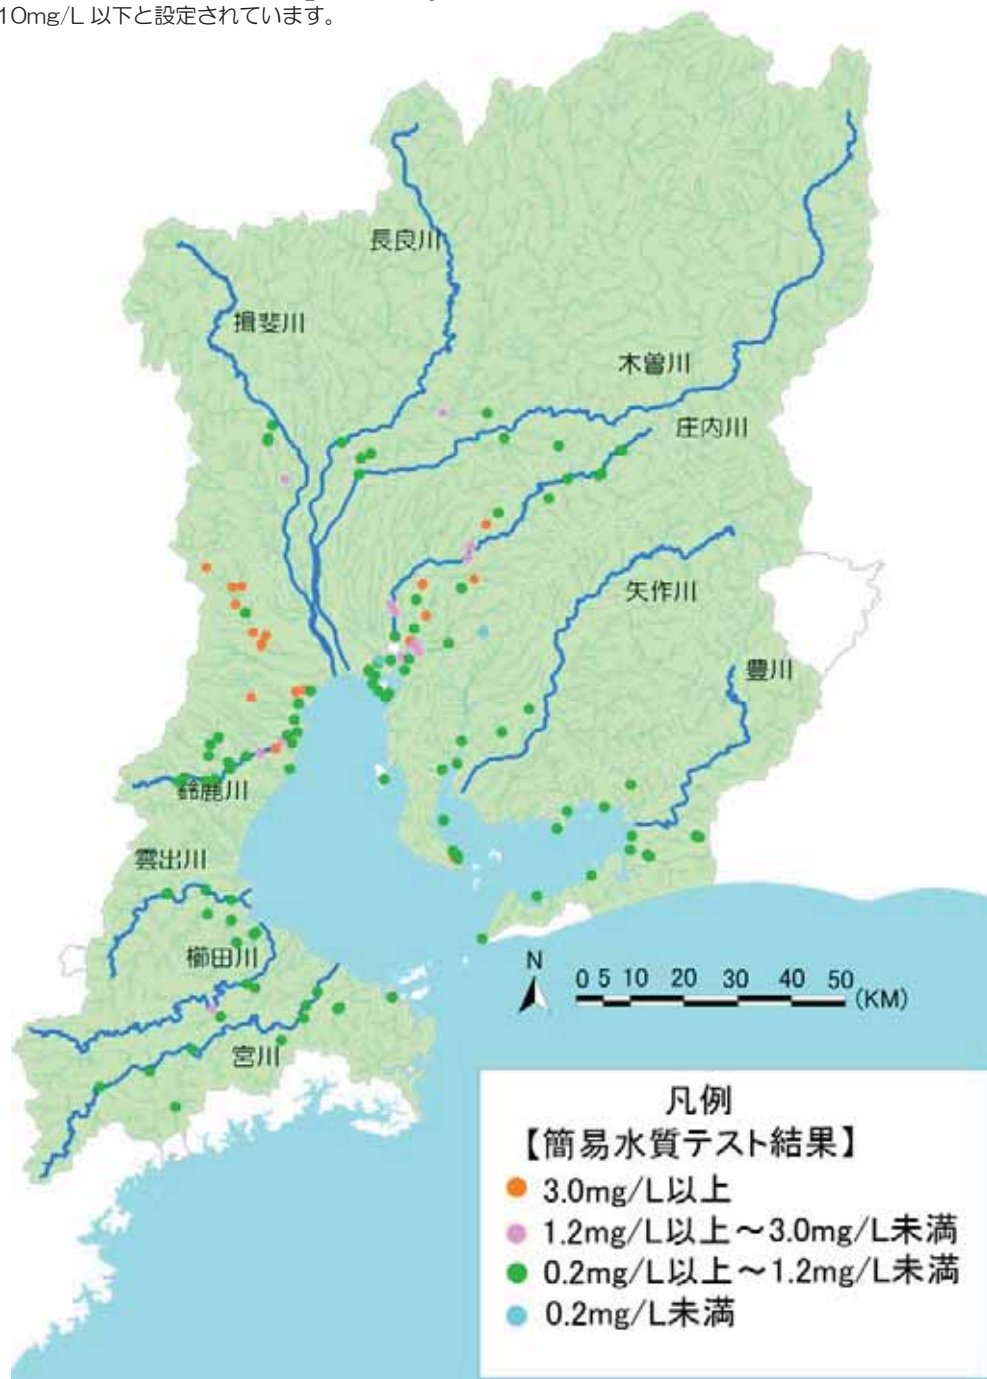 10mg/L 以下と設定されています。
長良川
揖斐川
木曽川
庄内川
矢作川
豊川
鈴鹿川
雲出川
櫛田川
宮川
N
0 5 10 20 30 40 50
(KM)
凡例
【簡易水質テスト結果】
3.0mg/L以上
1.2mg/L以上～3.0mg/L未満
0.2mg/L以上～1.2mg/L未満
0.2mg/L未満